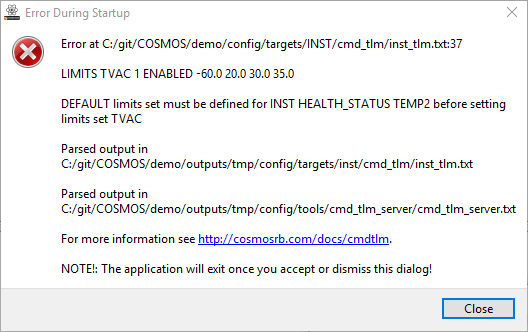 Error During Startup
Error at C:/git/COSMOS/demo/config/targets/INST/cmd_tlm/inst_tlm.txt:37
LIMITS TVAC 1 ENABLED -60.0 20.0 30.0 35.0
DEFAULT limits set must be defined for INST HEALTH_STATUS TEMP2 before setting
limits set TVAC
Parsed output in
C:/git/COSMOS/demo/outputs/tmp/config/targets/inst/cmd_tlm/inst_tlm.txt
Parsed output in
C:/git/COSMOS/demo/outputs/tmp/config/tools/cmd_tlm_server/cmd_tlm_server.txt
For more information see http://cosmosrb.com/docs/cmdtlm.
NOTE!: The application will exit once you accept or dismiss this dialog!
Close